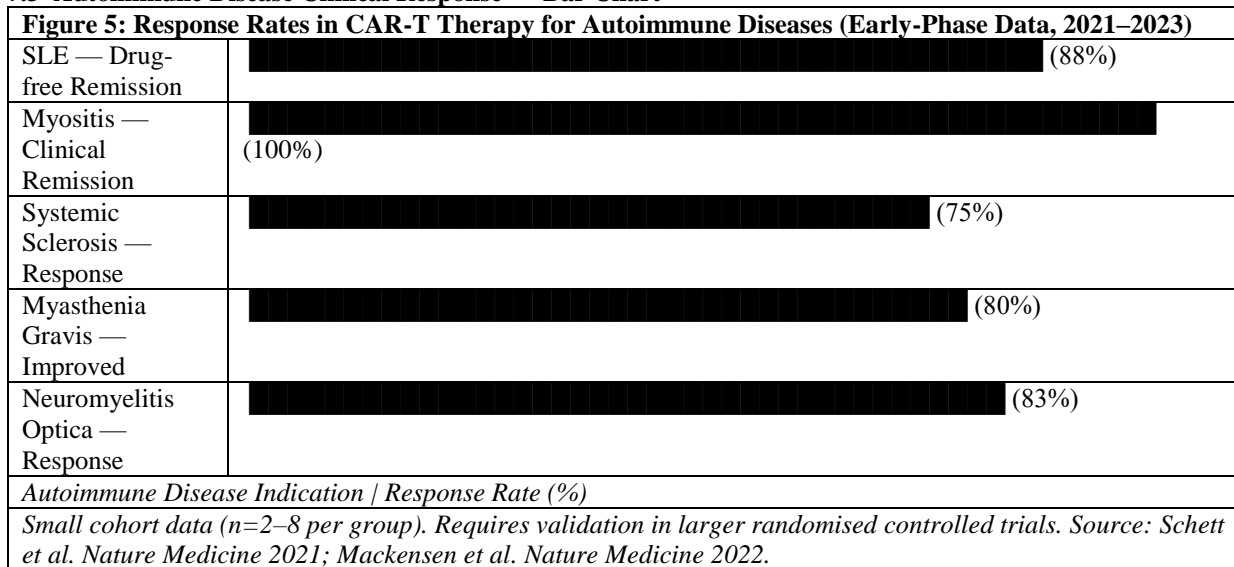 Figure 5: Response Rates in CAR-T Therapy for Autoimmune Diseases (Early-Phase Data, 2021–2023)
SLE — Drug-
free Remission
(88%)
Myositis —
Clinical
Remission
(100%)
Systemic
Sclerosis —
Response
(75%)
Myasthenia
Gravis —
Improved
(80%)
Neuromyelitis
Optica —
Response
(83%)
Autoimmune Disease Indication | Response Rate (%)
Small cohort data (n=2–8 per group). Requires validation in larger randomised controlled trials. Source: Schett
et al. Nature Medicine 2021; Mackensen et al. Nature Medicine 2022.